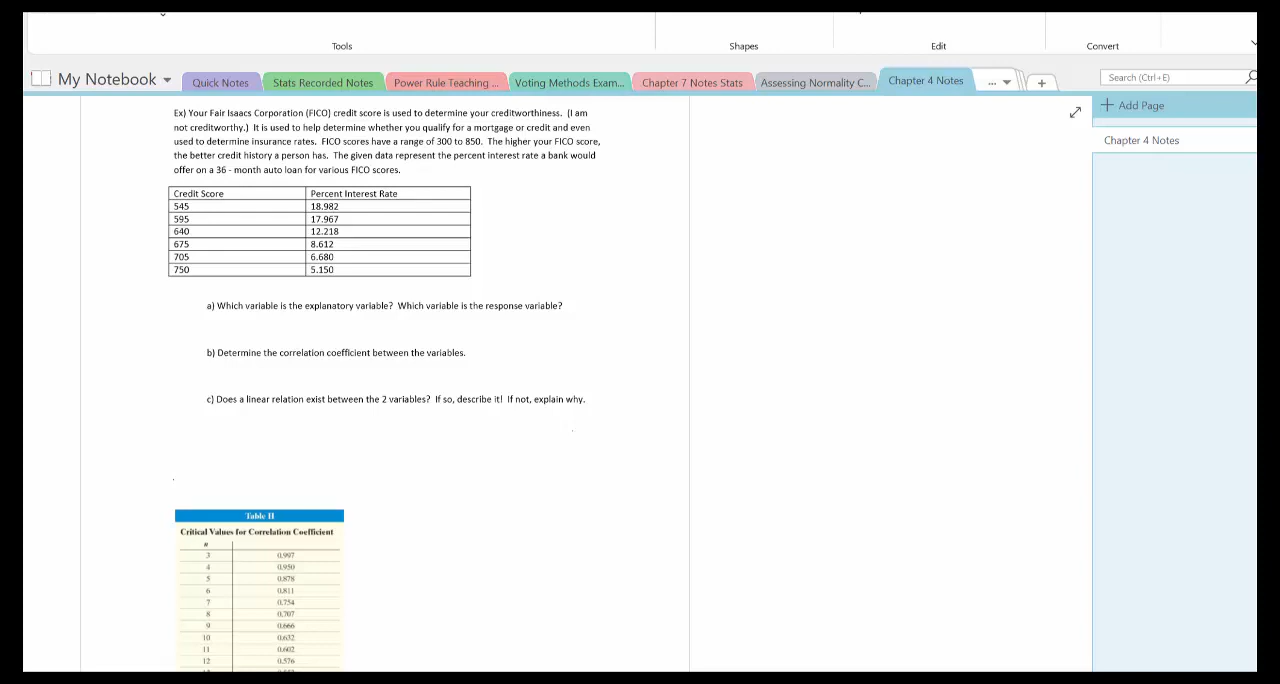 Tools
Shapes
Edit
Convert
My Notebook
Quick Notes
Stats Recorded Notes
Power Rule Teaching ...
Voting Methods Exam...
Chapter 7 Notes Stats
Assessing Normality C...
Chapter 4 Notes
...
+
Search (Ctrl+E)
Add Page
Chapter 4 Notes
Ex) Your Fair Isaacs Corporation (FICO) credit score is used to determine your creditworthiness. (I am
not creditworthy.) It is used to help determine whether you qualify for a mortgage or credit and even
used to determine insurance rates. FICO scores have a range of 300 to 850. The higher your FICO score,
the better credit history a person has. The given data represent the percent interest rate a bank would
offer on a 36 - month auto loan for various FICO scores.
Credit Score Percent Interest Rate
545 18.982
595 17.967
640 12.218
675 8.612
705 6.680
750 5.150
a) Which variable is the explanatory variable? Which variable is the response variable?
b) Determine the correlation coefficient between the variables.
c) Does a linear relation exist between the 2 variables? If so, describe it! If not, explain why.
Table II
Critical Values for Correlation Coefficient
n
3 0.997
4 0.950
5 0.878
6 0.811
7 0.754
8 0.707
9 0.666
10 0.632
11 0.602
12 0.576